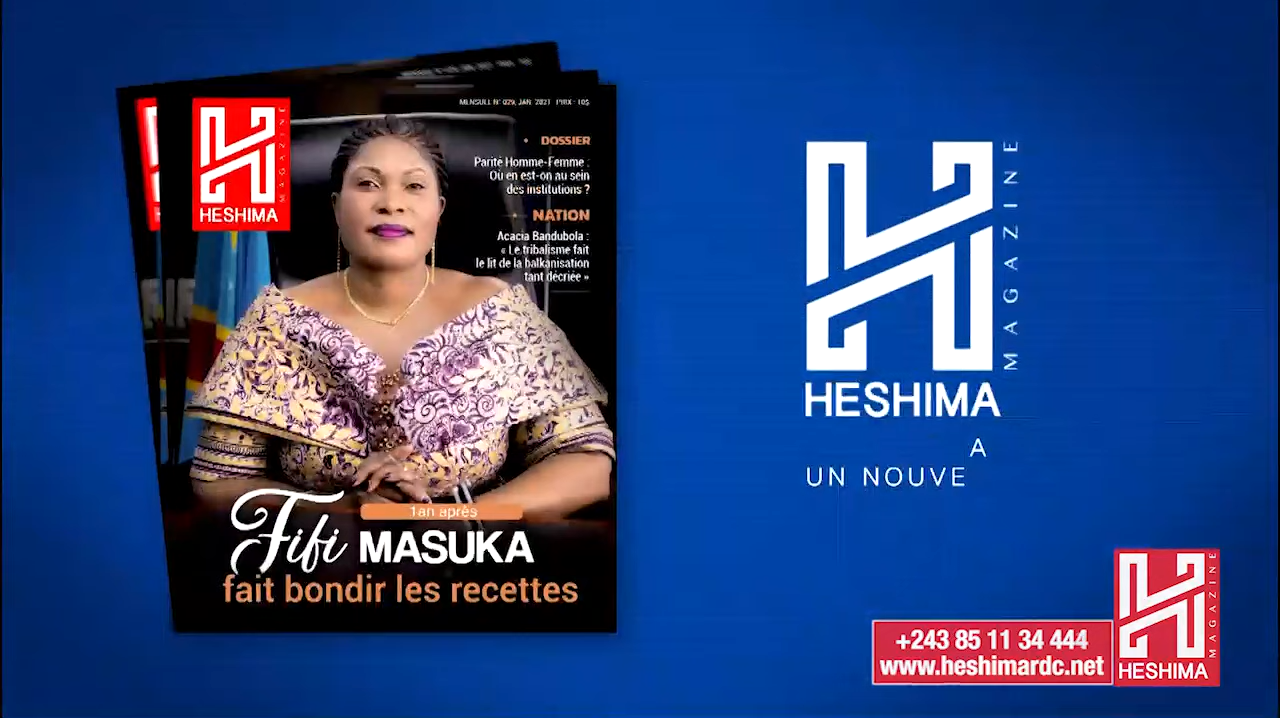 MAGAZINE
HESHIMA
MENSUEL N° 029, JAN. 2021 PRIX : 10$
DOSSIER
Parité Homme-Femme :
Où en est-on au sein
des institutions ?
NATION
Acacia Bandubola :
« Le tribalisme fait
le lit de la balkanisation
tant décriée »
1an après
Fifi MASUKA
fait bondir les recettes
H
MAGAZINE
HESHIMA
A
UN NOUVE
+243 85 11 34 444
www.heshimardc.net
MAGAZINE
HESHIMA